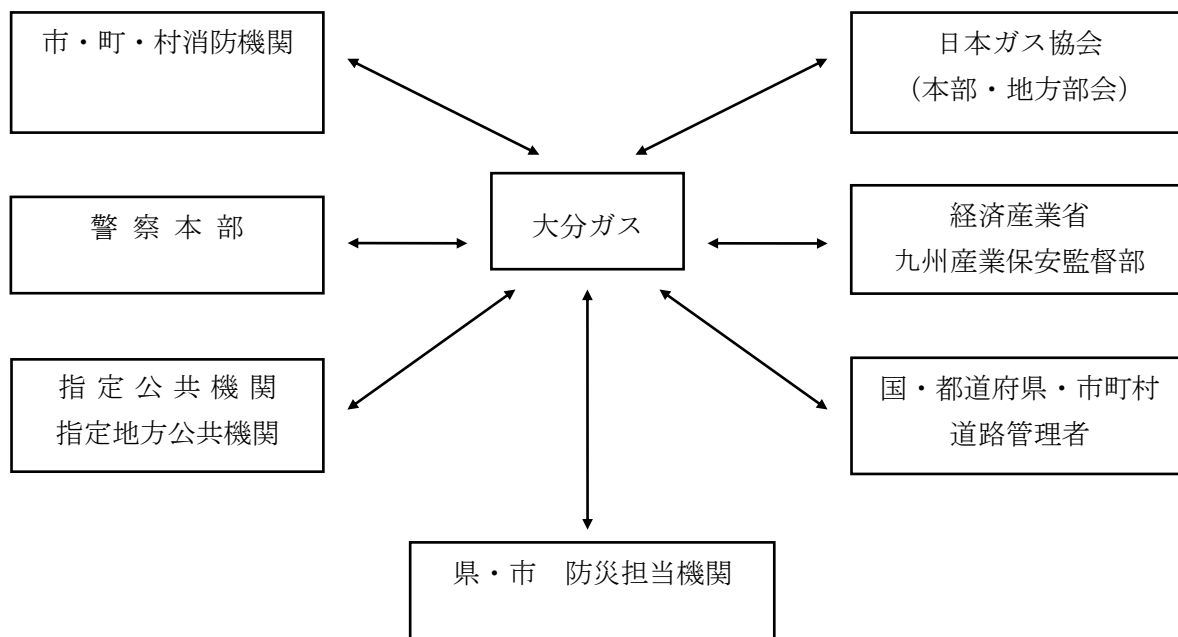 市・町・村消防機関
日本ガス協会
（本部・地方部会）
大分ガス
警 察 本 部
経済産業省
九州産業保安監督部
指 定 公 共 機 関
指定地方公共機関
国・都道府県・市町村
道路管理者
県・市　防災担当機関